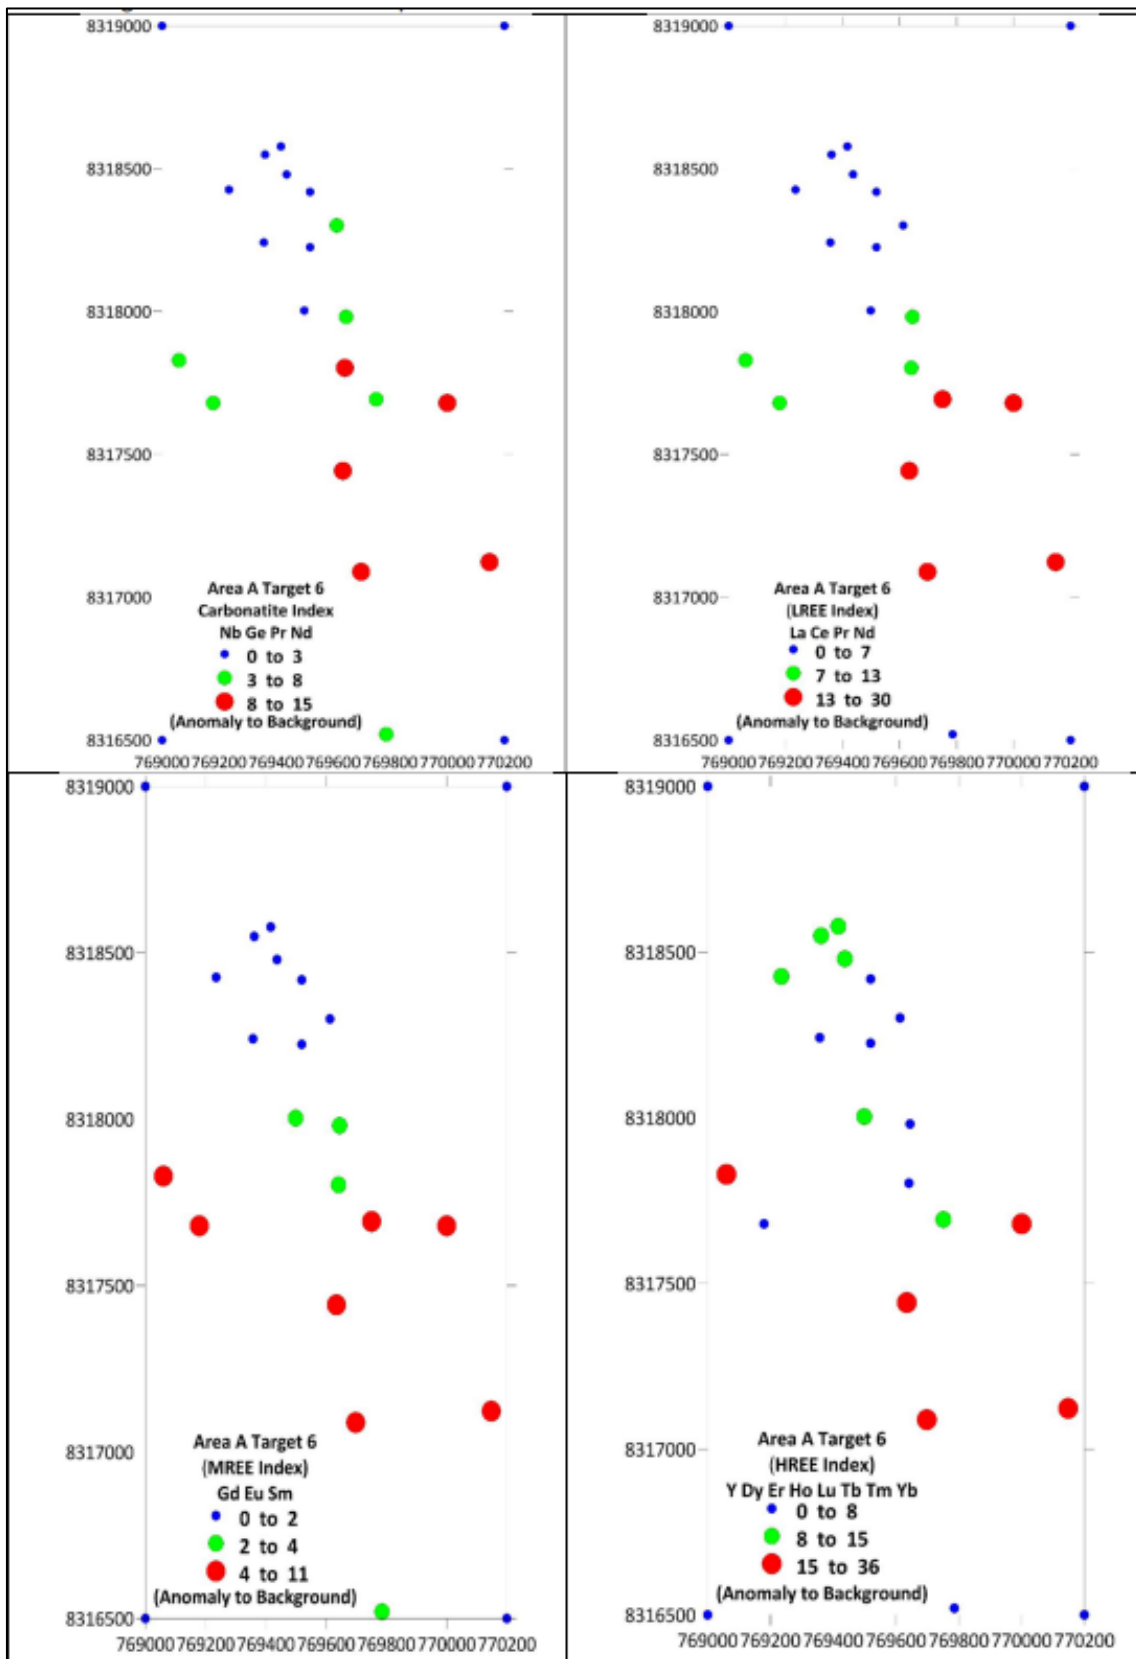 8319000
8318500
8318000
8317500
8317000
8316500
769000 769200 769400 769600 769800 770000 770200
Area A Target 6
Carbonatite Index
Nb Ge Pr Nd
0 to 3
3 to 8
8 to 15
(Anomaly to Background)
8319000
8318500
8318000
8317500
8317000
8316500
769000 769200 769400 769600 769800 770000 770200
Area A Target 6
(LREE Index)
La Ce Pr Nd
0 to 7
7 to 13
13 to 30
(Anomaly to Background)
8319000
8318500
8318000
8317500
8317000
8316500
769000 769200 769400 769600 769800 770000 770200
Area A Target 6
(MREE Index)
Gd Eu Sm
0 to 2
2 to 4
4 to 11
(Anomaly to Background)
8319000
8318500
8318000
8317500
8317000
8316500
769000 769200 769400 769600 769800 770000 770200
Area A Target 6
(HREE Index)
Y Dy Er Ho Lu Tb Tm Yb
0 to 8
8 to 15
15 to 36
(Anomaly to Background)